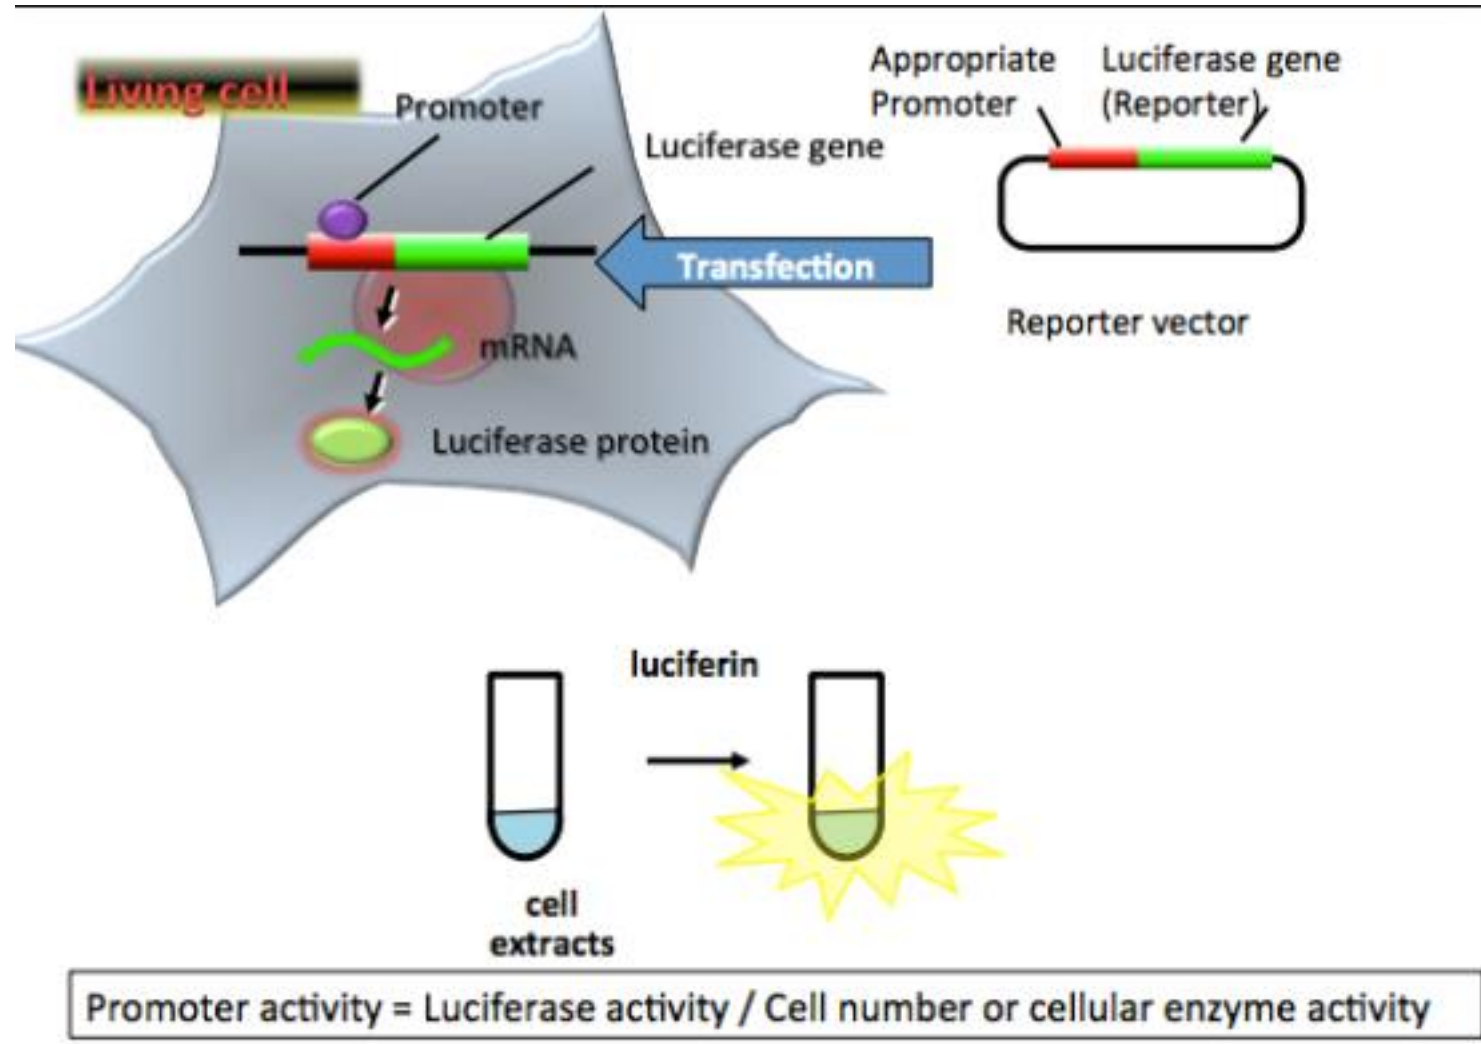 Living cell
Promoter
Luciferase gene
Appropriate
Promoter
Luciferase gene
(Reporter)
Transfection
Reporter vector
mRNA
Luciferase protein
luciferin
cell
extracts
Promoter activity = Luciferase activity / Cell number or cellular enzyme activity